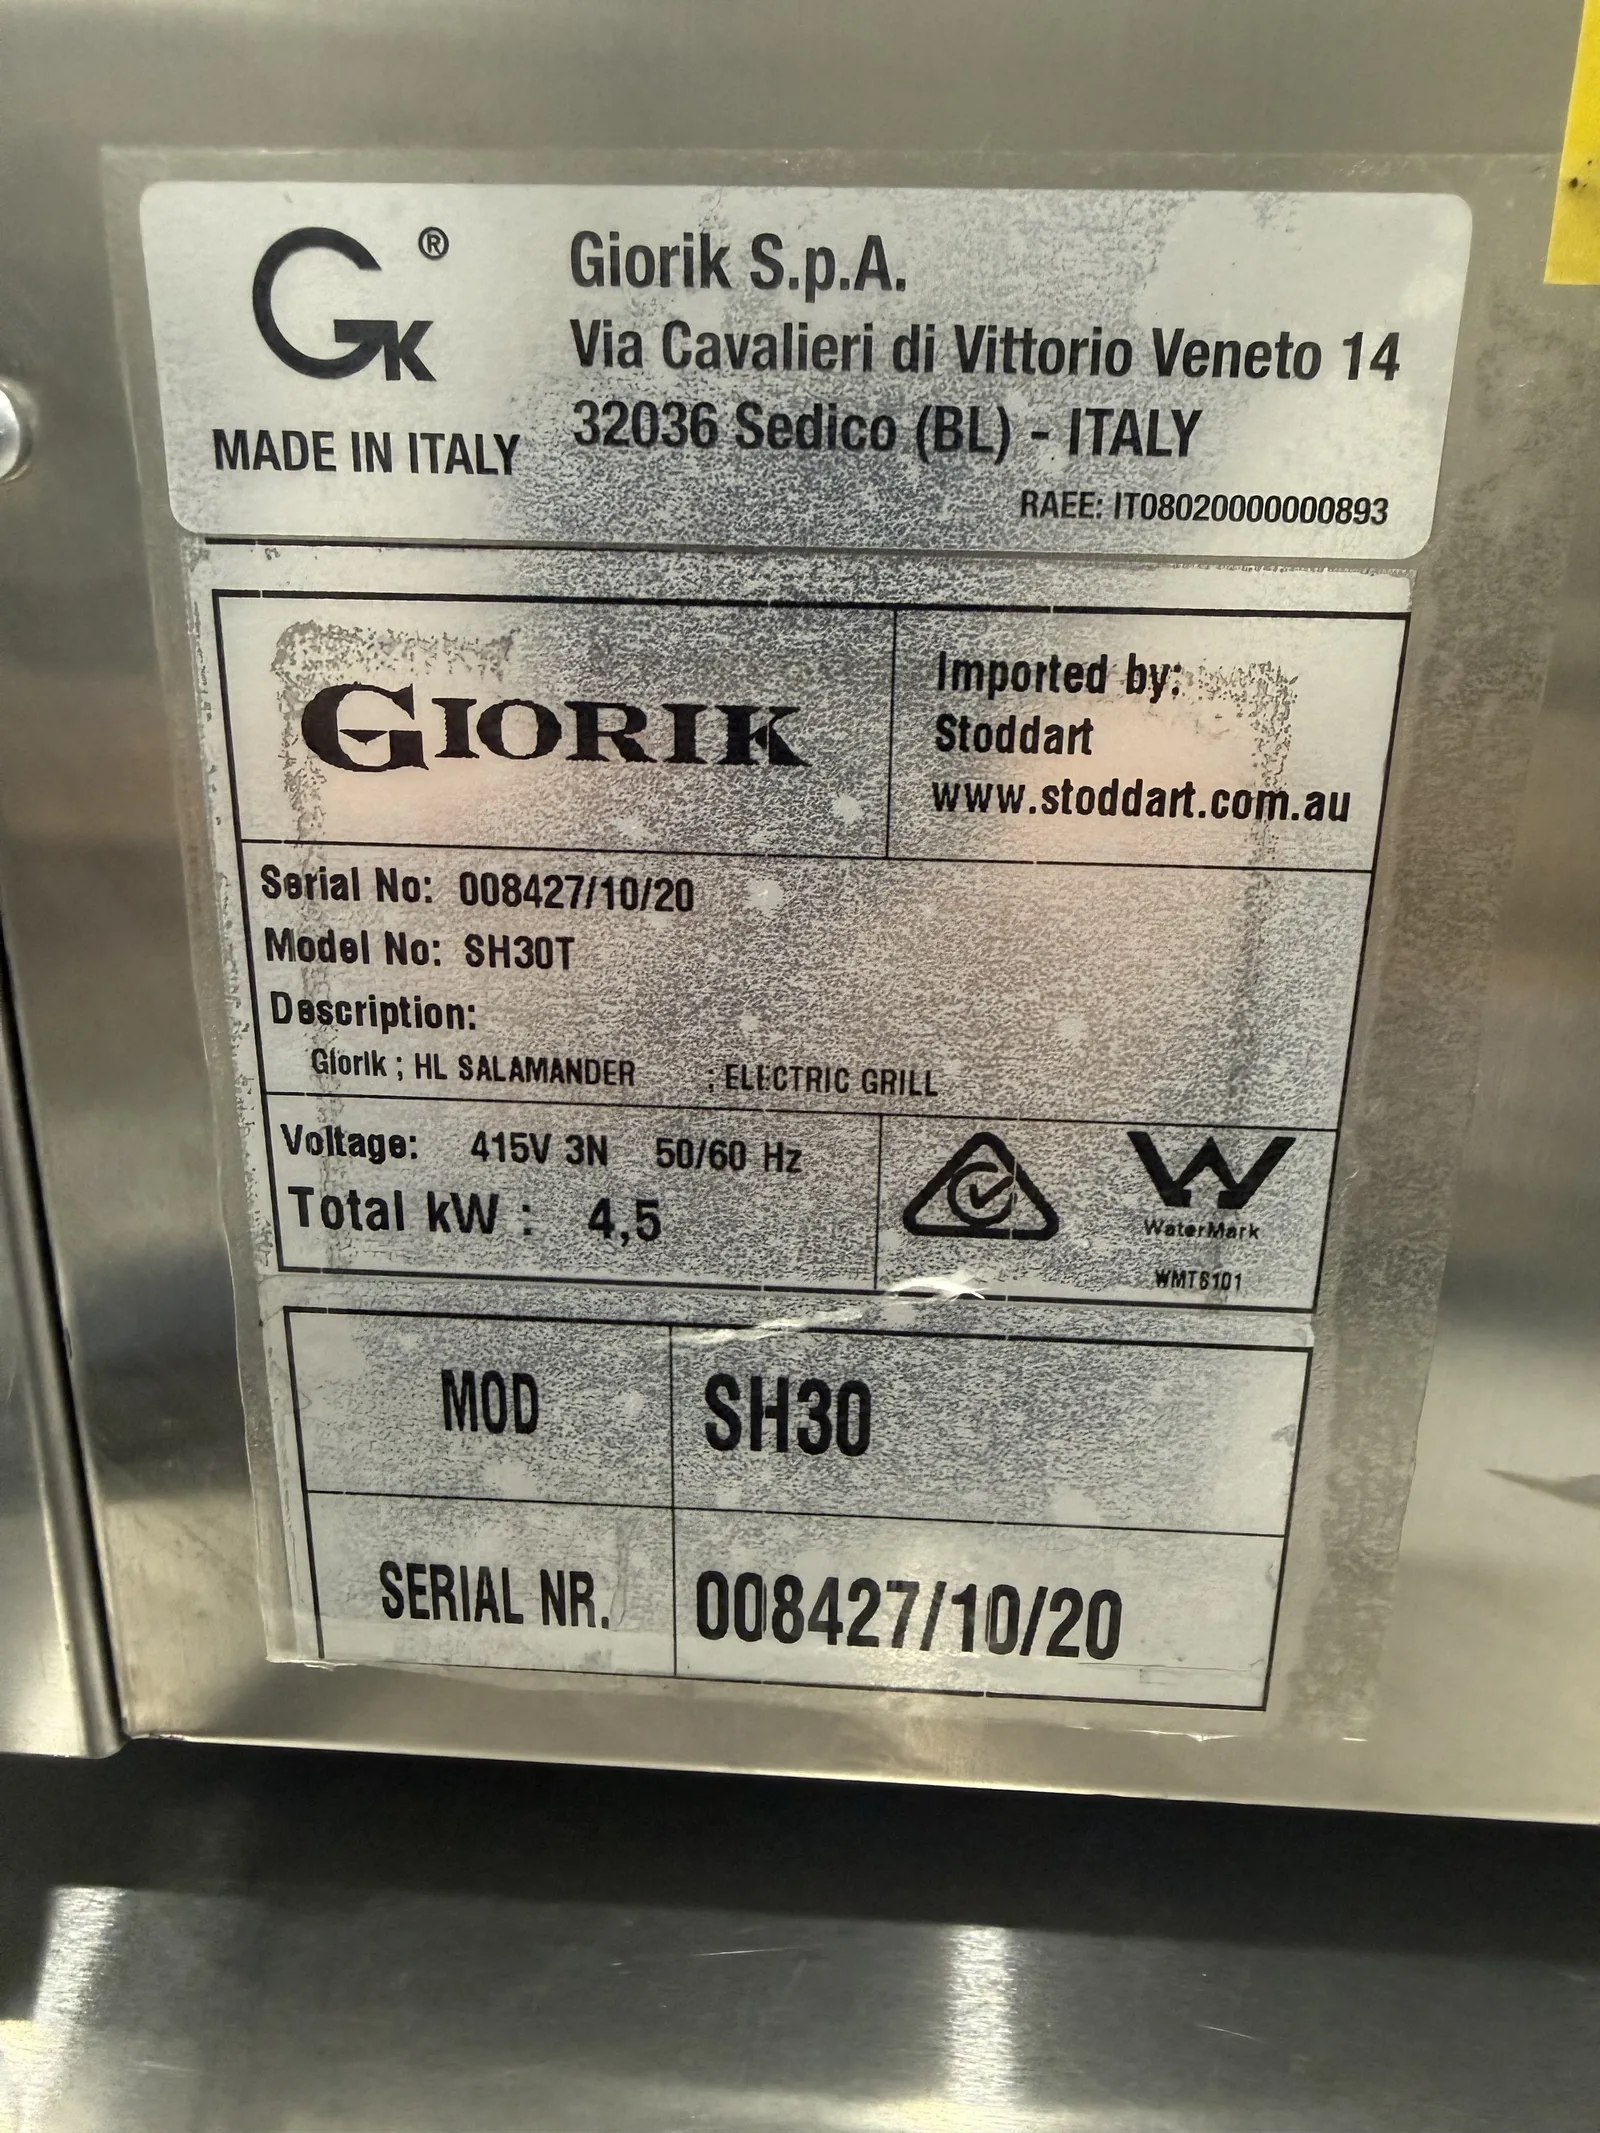 GK®
MADE IN ITALY
Giorik S.p.A.
Via Cavalieri di Vittorio Veneto 14
32036 Sedico (BL) - ITALY
RAEE: IT08020000000893
GIORIK
Imported by:
Stoddart
www.stoddart.com.au
Serial No: 008427/10/20
Model No: SH30T
Description:
Giorik ; HL SALAMANDER ; ELECTRIC GRILL
Voltage: 415V 3N 50/60 Hz
Total kW : 4,5
WaterMark
WMT6101
MOD SH30
SERIAL NR. 008427/10/20